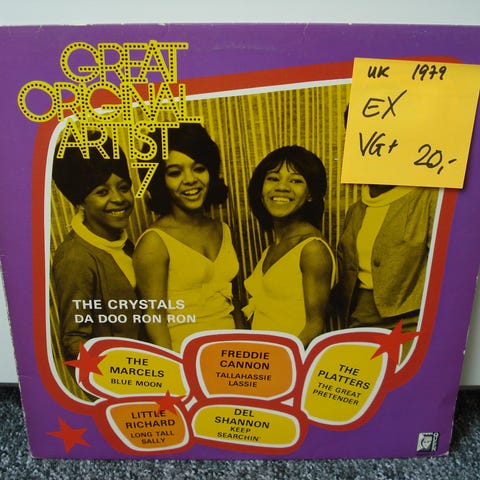 GREAT
ORIGINAL
ARTIST
7
UK 1979
EX
VG+ 20,-
THE CRYSTALS
DA DOO RON RON
THE
MARCELS
BLUE MOON
FREDDIE
CANNON
TALLAHASSIE
LASSIE
THE
PLATTERS
THE GREAT
PRETENDER
LITTLE
RICHARD
LONG TALL
SALLY
DEL
SHANNON
KEEP
SEARCHIN'